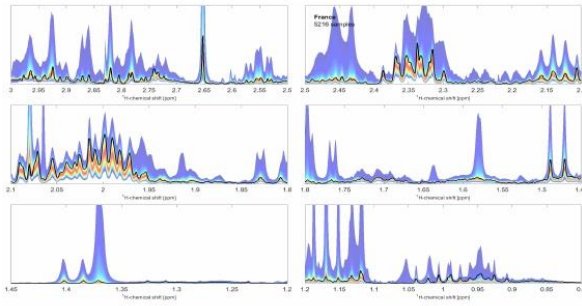 3 2.95 2.9 2.85 2.8 2.75 2.7 2.65 2.6 2.55 2.5
¹H-chemical shift [ppm]
France
5216 samples
2.5 2.45 2.4 2.35 2.3 2.25 2.2 2.15 2.1
¹H-chemical shift [ppm]
2.1 2.05 2 1.95 1.9 1.85 1.8
¹H-chemical shift [ppm]
1.8 1.75 1.7 1.65 1.6 1.55 1.5 1.45
¹H-chemical shift [ppm]
1.45 1.4 1.35 1.3 1.25 1.2
¹H-chemical shift [ppm]
1.2 1.15 1.1 1.05 1 0.95 0.9 0.85
¹H-chemical shift [ppm]